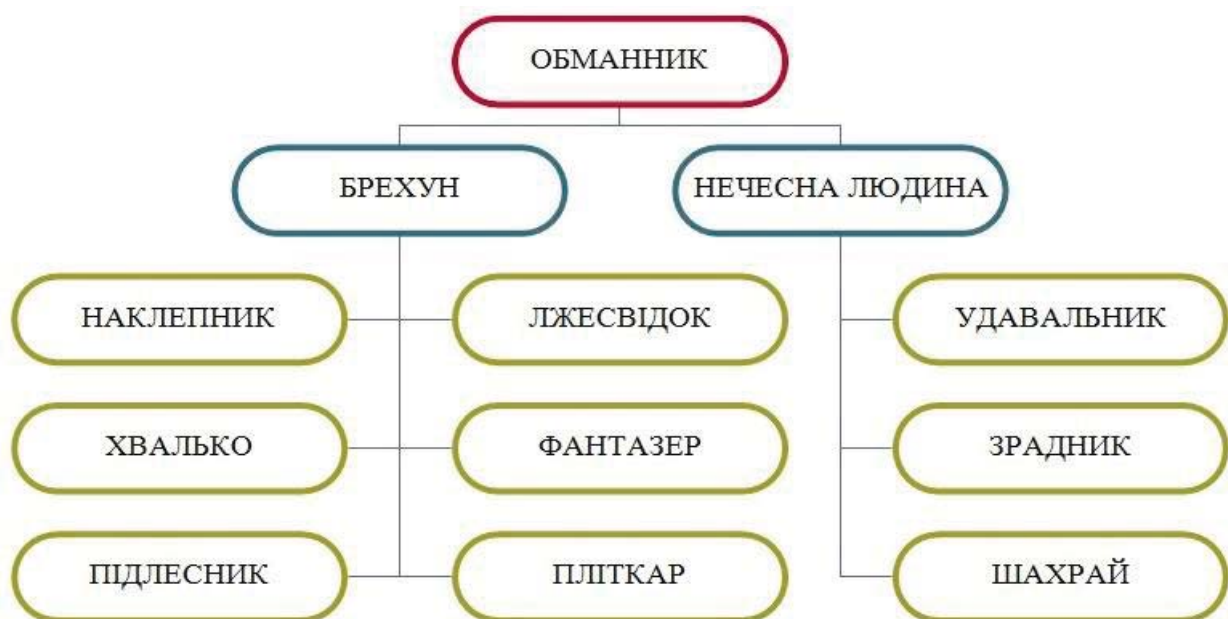 ОБМАННИК
БРЕХУН
НЕЧЕСНА ЛЮДИНА
НАКЛЕПНИК
ЛЖЕСВІДОК
УДАВАЛЬНИК
ХВАЛЬКО
ФАНТАЗЕР
ЗРАДНИК
ПІДЛЕСНИК
ПЛІТКАР
ШАХРАЙ